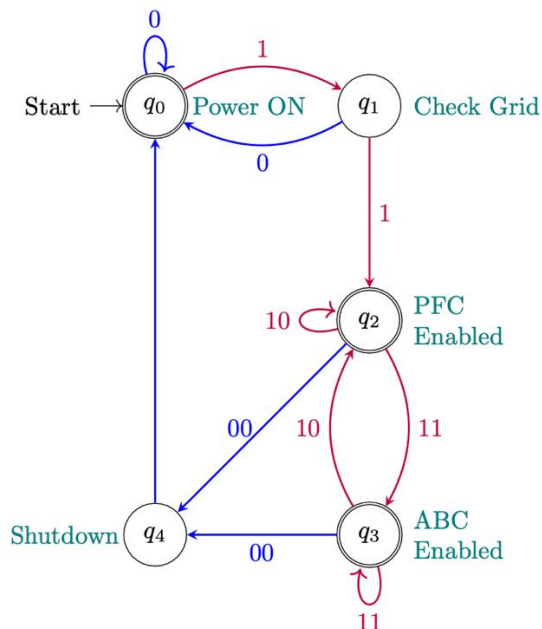 0
1
Start
q0
Power ON
q1
Check Grid
0
1
10
q2
PFC
Enabled
00
10
11
Shutdown
q4
00
q3
ABC
Enabled
11